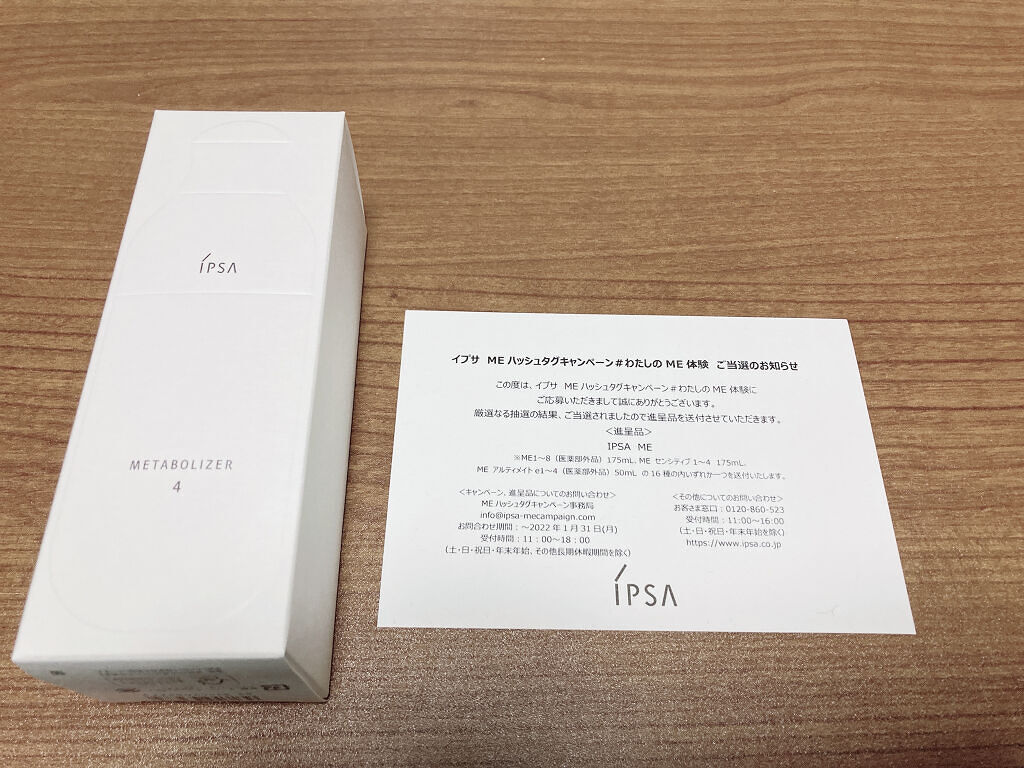 IPSA
METABOLIZER
4
イプサ ME ハッシュタグキャンペーン#わたしの ME 体験 ご当選のお知らせ
この度は、イプサ ME ハッシュタグキャンペーン#わたしの ME 体験に
ご応募いただきまして誠にありがとうございます。
厳選なる抽選の結果、ご当選されましたので進呈品を送付させていただきます。
<進呈品>
IPSA ME
※ME1~8（医薬部外品）175mL、ME センシティブ 1~4 175mL、
ME アルティメイト e1~4（医薬部外品）50mL の 16 種の内いずれか一つを送付いたします。
<キャンペーン、進呈品についてのお問い合わせ>
ME ハッシュタグキャンペーン事務局
info@ipsa-mecampaign.com
お問合わせ期間：~2022 年 1 月 31 日(月)
受付時間：11：00~18：00
（土・日・祝日・年末年始、その他長期休暇期間を除く）
<その他についてのお問い合わせ>
お客さま窓口：0120-860-523
受付時間：11:00~16:00
（土・日・祝日・年末年始を除く）
https://www.ipsa.co.jp
IPSA